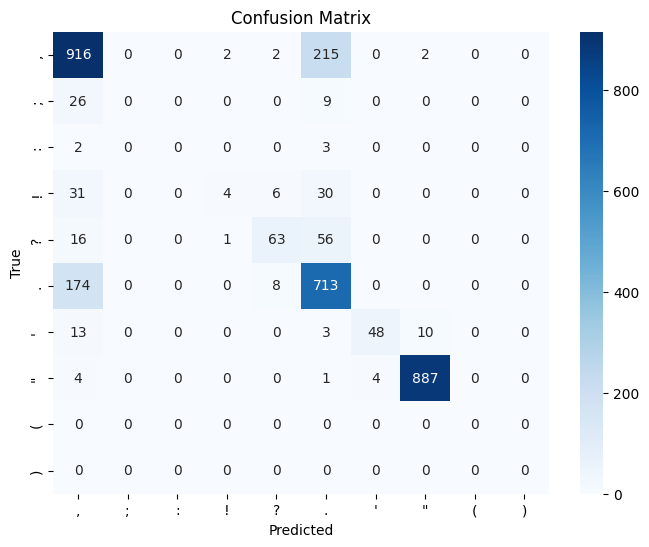 Confusion Matrix
, 916 0 0 2 2 215 0 2 0 0
; 26 0 0 0 0 9 0 0 0 0
: 2 0 0 0 0 3 0 0 0 0
! 31 0 0 4 6 30 0 0 0 0
? 16 0 0 1 63 56 0 0 0 0
. 174 0 0 0 8 713 0 0 0 0
' 13 0 0 0 0 3 48 10 0 0
" 4 0 0 0 0 1 4 887 0 0
( 0 0 0 0 0 0 0 0 0 0
) 0 0 0 0 0 0 0 0 0 0
, ; : ! ? . ' " ( )
True
Predicted
800
600
400
200
0